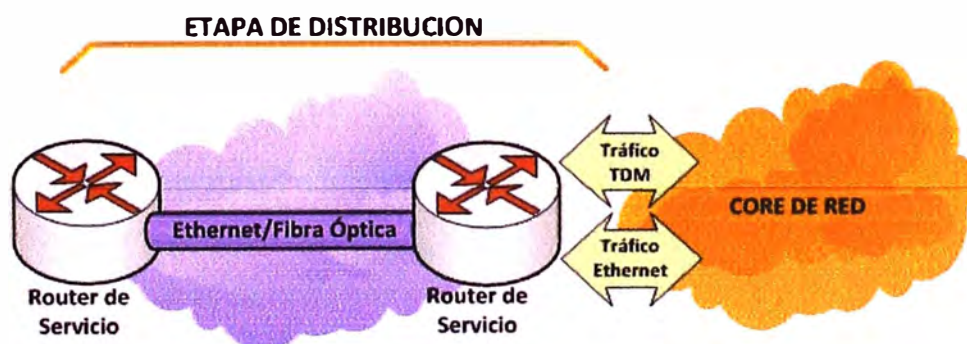 ETAPA DE DISTRIBUCION
Tráfico
TDM
CORE DE RED
Ethernet/Fibra Óptica
Tráfico
Ethernet
Router de
Servicio
Router de
Servicio